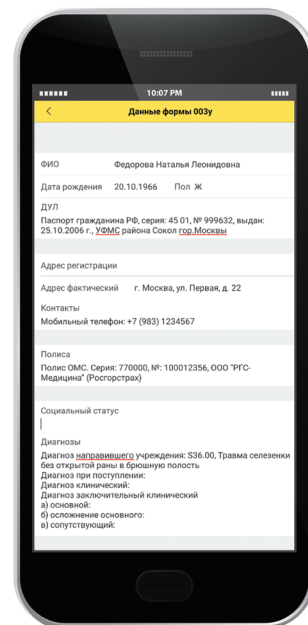 10:07 PM
Данные формы 003у
ФИО Федорова Наталья Леонидовна
Дата рождения 20.10.1966 Пол Ж
ДУЛ
Паспорт гражданина РФ, серия: 45 01, № 999632, выдан:
25.10.2006 г., УФМС района Сокол гор.Москвы
Адрес регистрации
Адрес фактический г. Москва, ул. Первая, д. 22
Контакты
Мобильный телефон: +7 (983) 1234567
Полиса
Полис ОМС. Серия: 770000, №: 100012356, ООО "РГС-
Медицина" (Росгорстрах)
Социальный статус
Диагнозы
Диагноз направившего учреждения: S36.00, Травма селезенки
без открытой раны в брюшную полость
Диагноз при поступлении:
Диагноз клинический:
Диагноз заключительный клинический
а) основной:
б) осложнение основного:
в) сопутствующий: